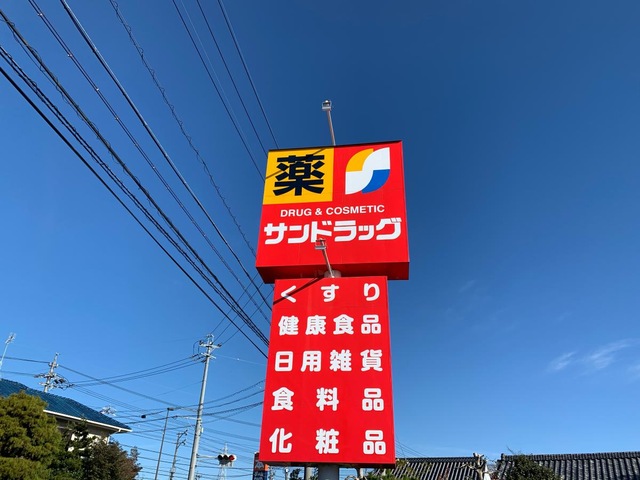 薬
DRUG & COSMETIC
サンドラッグ
くすり
健康食品
日用雑貨
食料品
化粧品